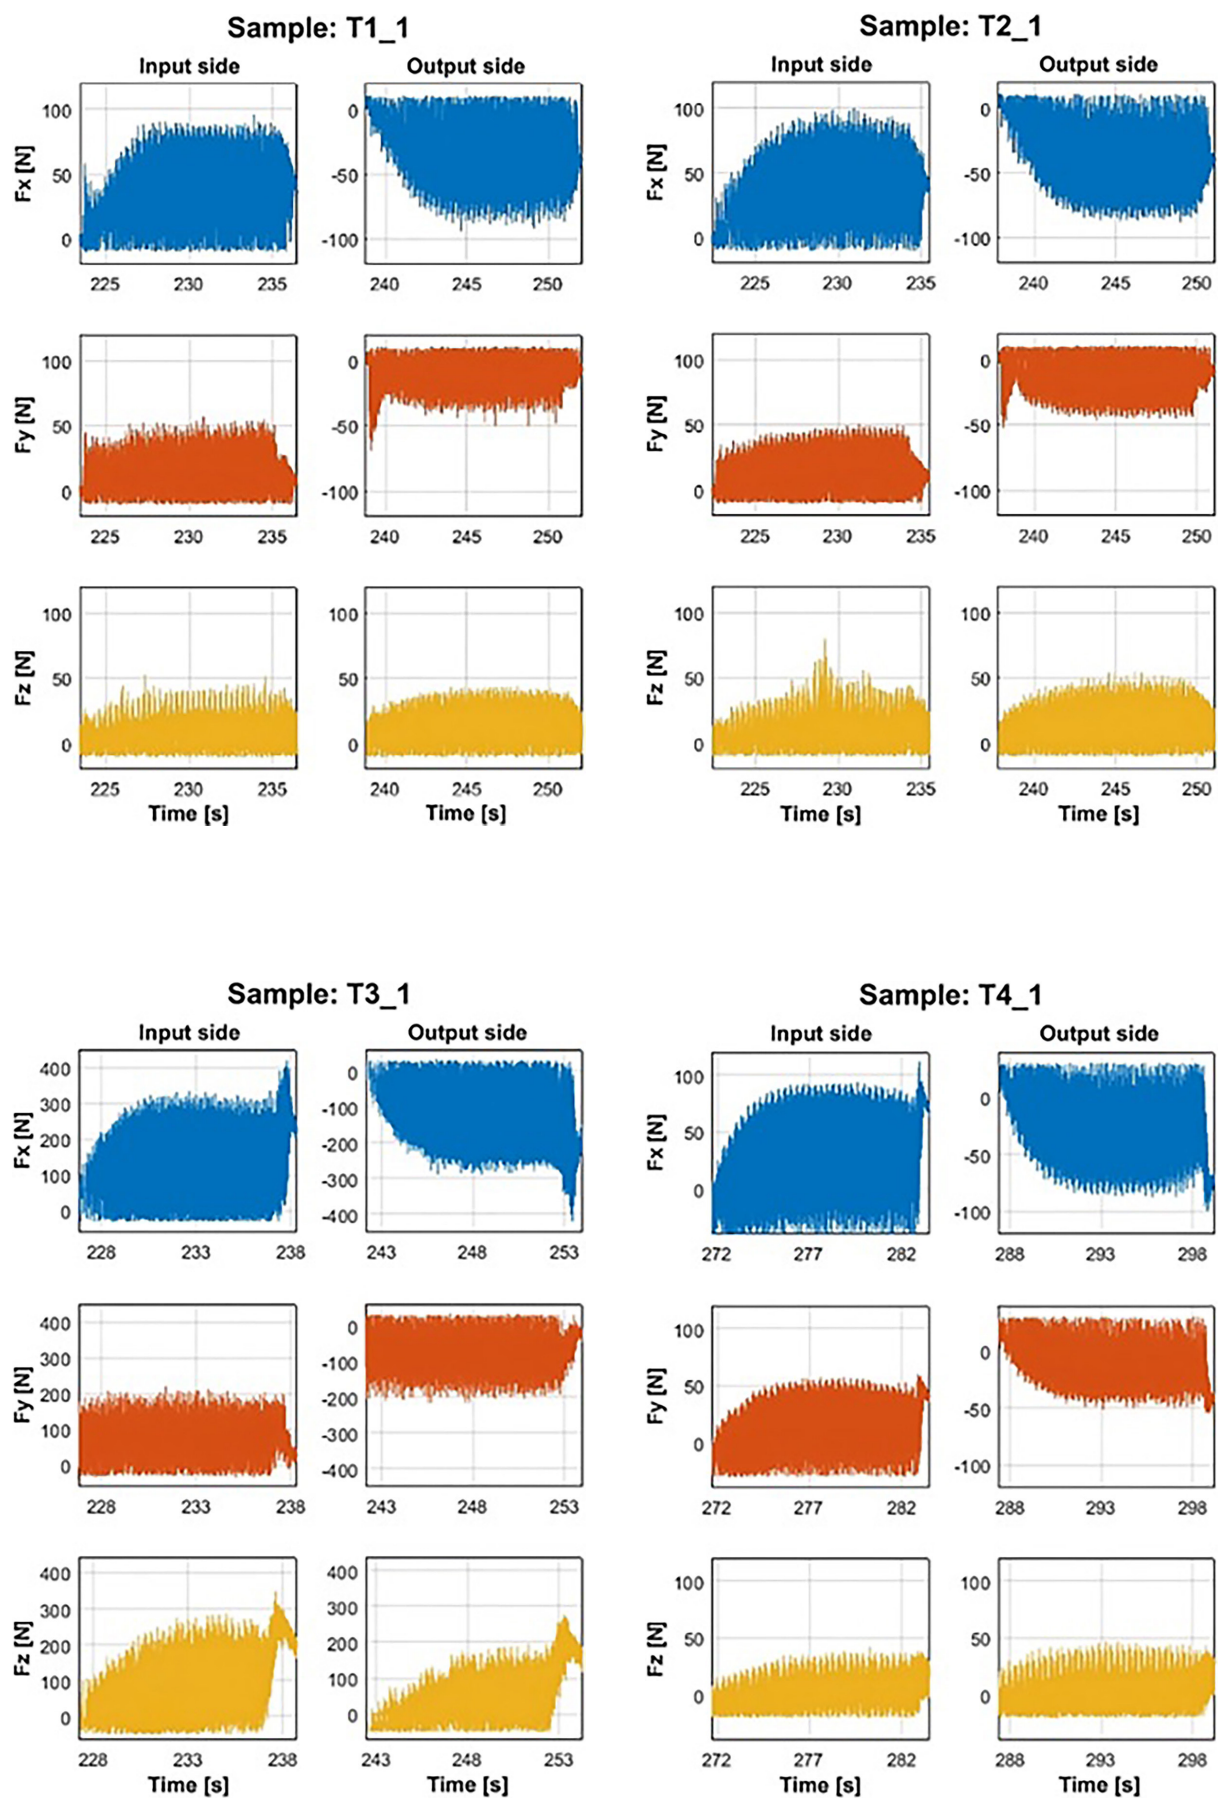 Sample: T1_1
Input side
Output side
Fx [N]
100
50
0
225 230 235
0
-50
-100
240 245 250
Fy [N]
100
50
0
225 230 235
0
-50
-100
240 245 250
Fz [N]
100
50
0
225 230 235
Time [s]
100
50
0
240 245 250
Time [s]
Sample: T2_1
Input side
Output side
Fx [N]
100
50
0
225 230 235
0
-50
-100
240 245 250
Fy [N]
100
50
0
225 230 235
0
-50
-100
240 245 250
Fz [N]
100
50
0
225 230 235
Time [s]
100
50
0
240 245 250
Time [s]
Sample: T3_1
Input side
Output side
Fx [N]
400
300
200
100
0
228 233 238
0
-100
-200
-300
-400
243 248 253
Fy [N]
400
300
200
100
0
228 233 238
0
-100
-200
-300
-400
243 248 253
Fz [N]
400
300
200
100
0
228 233 238
Time [s]
400
300
200
100
0
243 248 253
Time [s]
Sample: T4_1
Input side
Output side
Fx [N]
100
50
0
272 277 282
0
-50
-100
288 293 298
Fy [N]
100
50
0
272 277 282
0
-50
-100
288 293 298
Fz [N]
100
50
0
272 277 282
Time [s]
100
50
0
288 293 298
Time [s]